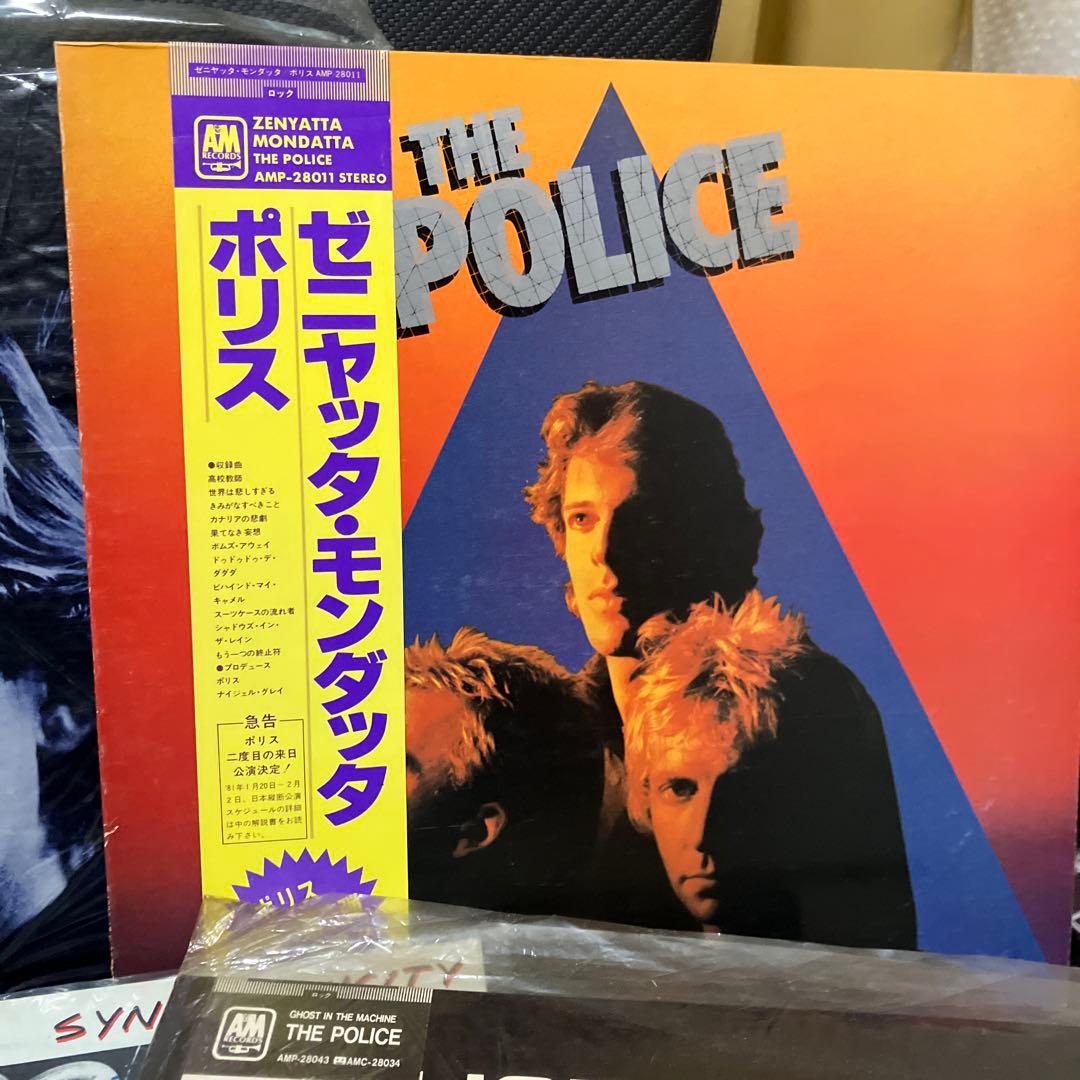 ゼニヤッタ・モンダッタ/ポリス AMP 28011
ロック
A&M
RECORDS
ZENYATTA
MONDATTA
THE POLICE
AMP-28011 STEREO
ゼニヤッタ・モンダッタ
ポリス
●収録曲
高校教師
世界は悲しすぎる
きみがなすべきこと
カナリアの悲劇
果てなき妄想
ボムズ・アウェイ
ドゥドゥドゥ・デ・
ダダダ
ビハインド・マイ・
キャメル
スーツケースの流れ者
シャドウズ・イン・
ザ・レイン
もう一つの終止符
●プロデュース
ポリス
ナイジェル・グレイ
急告
ポリス
二度目の来日
公演決定!
'81年1月20日-2月
2日、日本縦断公演
スケジュールの詳細
は中の解説書をお読
み下さい。
ポリス
THE
POLICE
SYN
ITY
ロック
A&M
RECORDS
GHOST IN THE MACHINE
THE POLICE
AMP-28043 AMC-28034